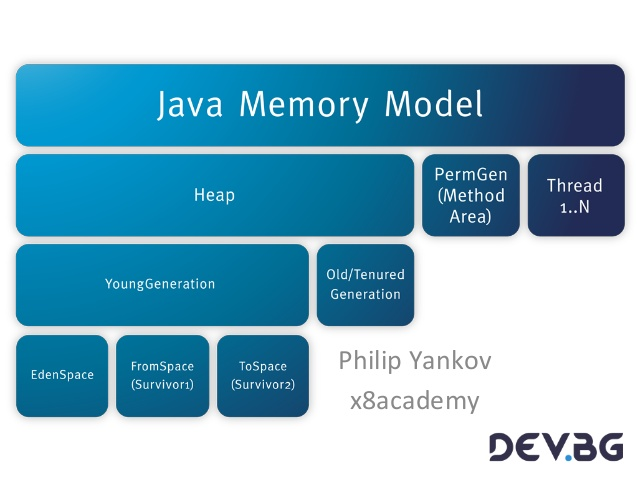 Java Memory Model
Heap
PermGen
(Method
Area)
Thread
1..N
YoungGeneration
Old/Tenured
Generation
EdenSpace
FromSpace
(Survivor1)
ToSpace
(Survivor2)
Philip Yankov
x8academy
DEV.BG